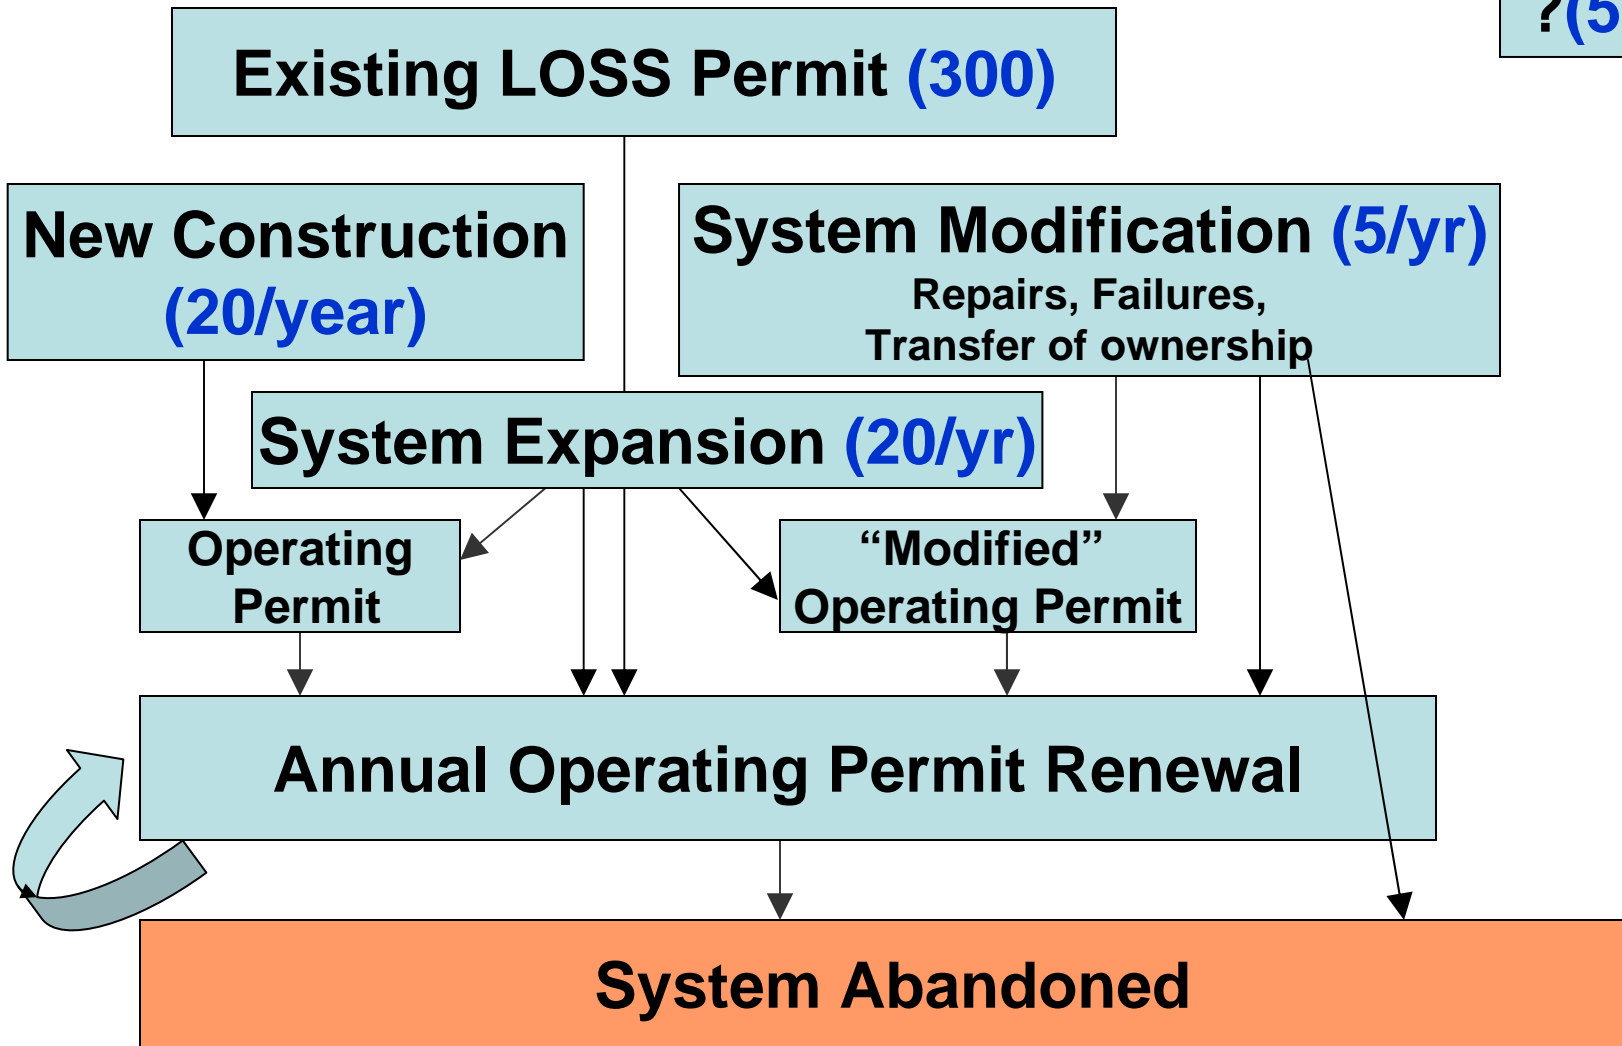 ?(5
Existing LOSS Permit (300)
New Construction
(20/year)
System Modification (5/yr)
Repairs, Failures,
Transfer of ownership
System Expansion (20/yr)
Operating
Permit
“Modified”
Operating Permit
Annual Operating Permit Renewal
System Abandoned